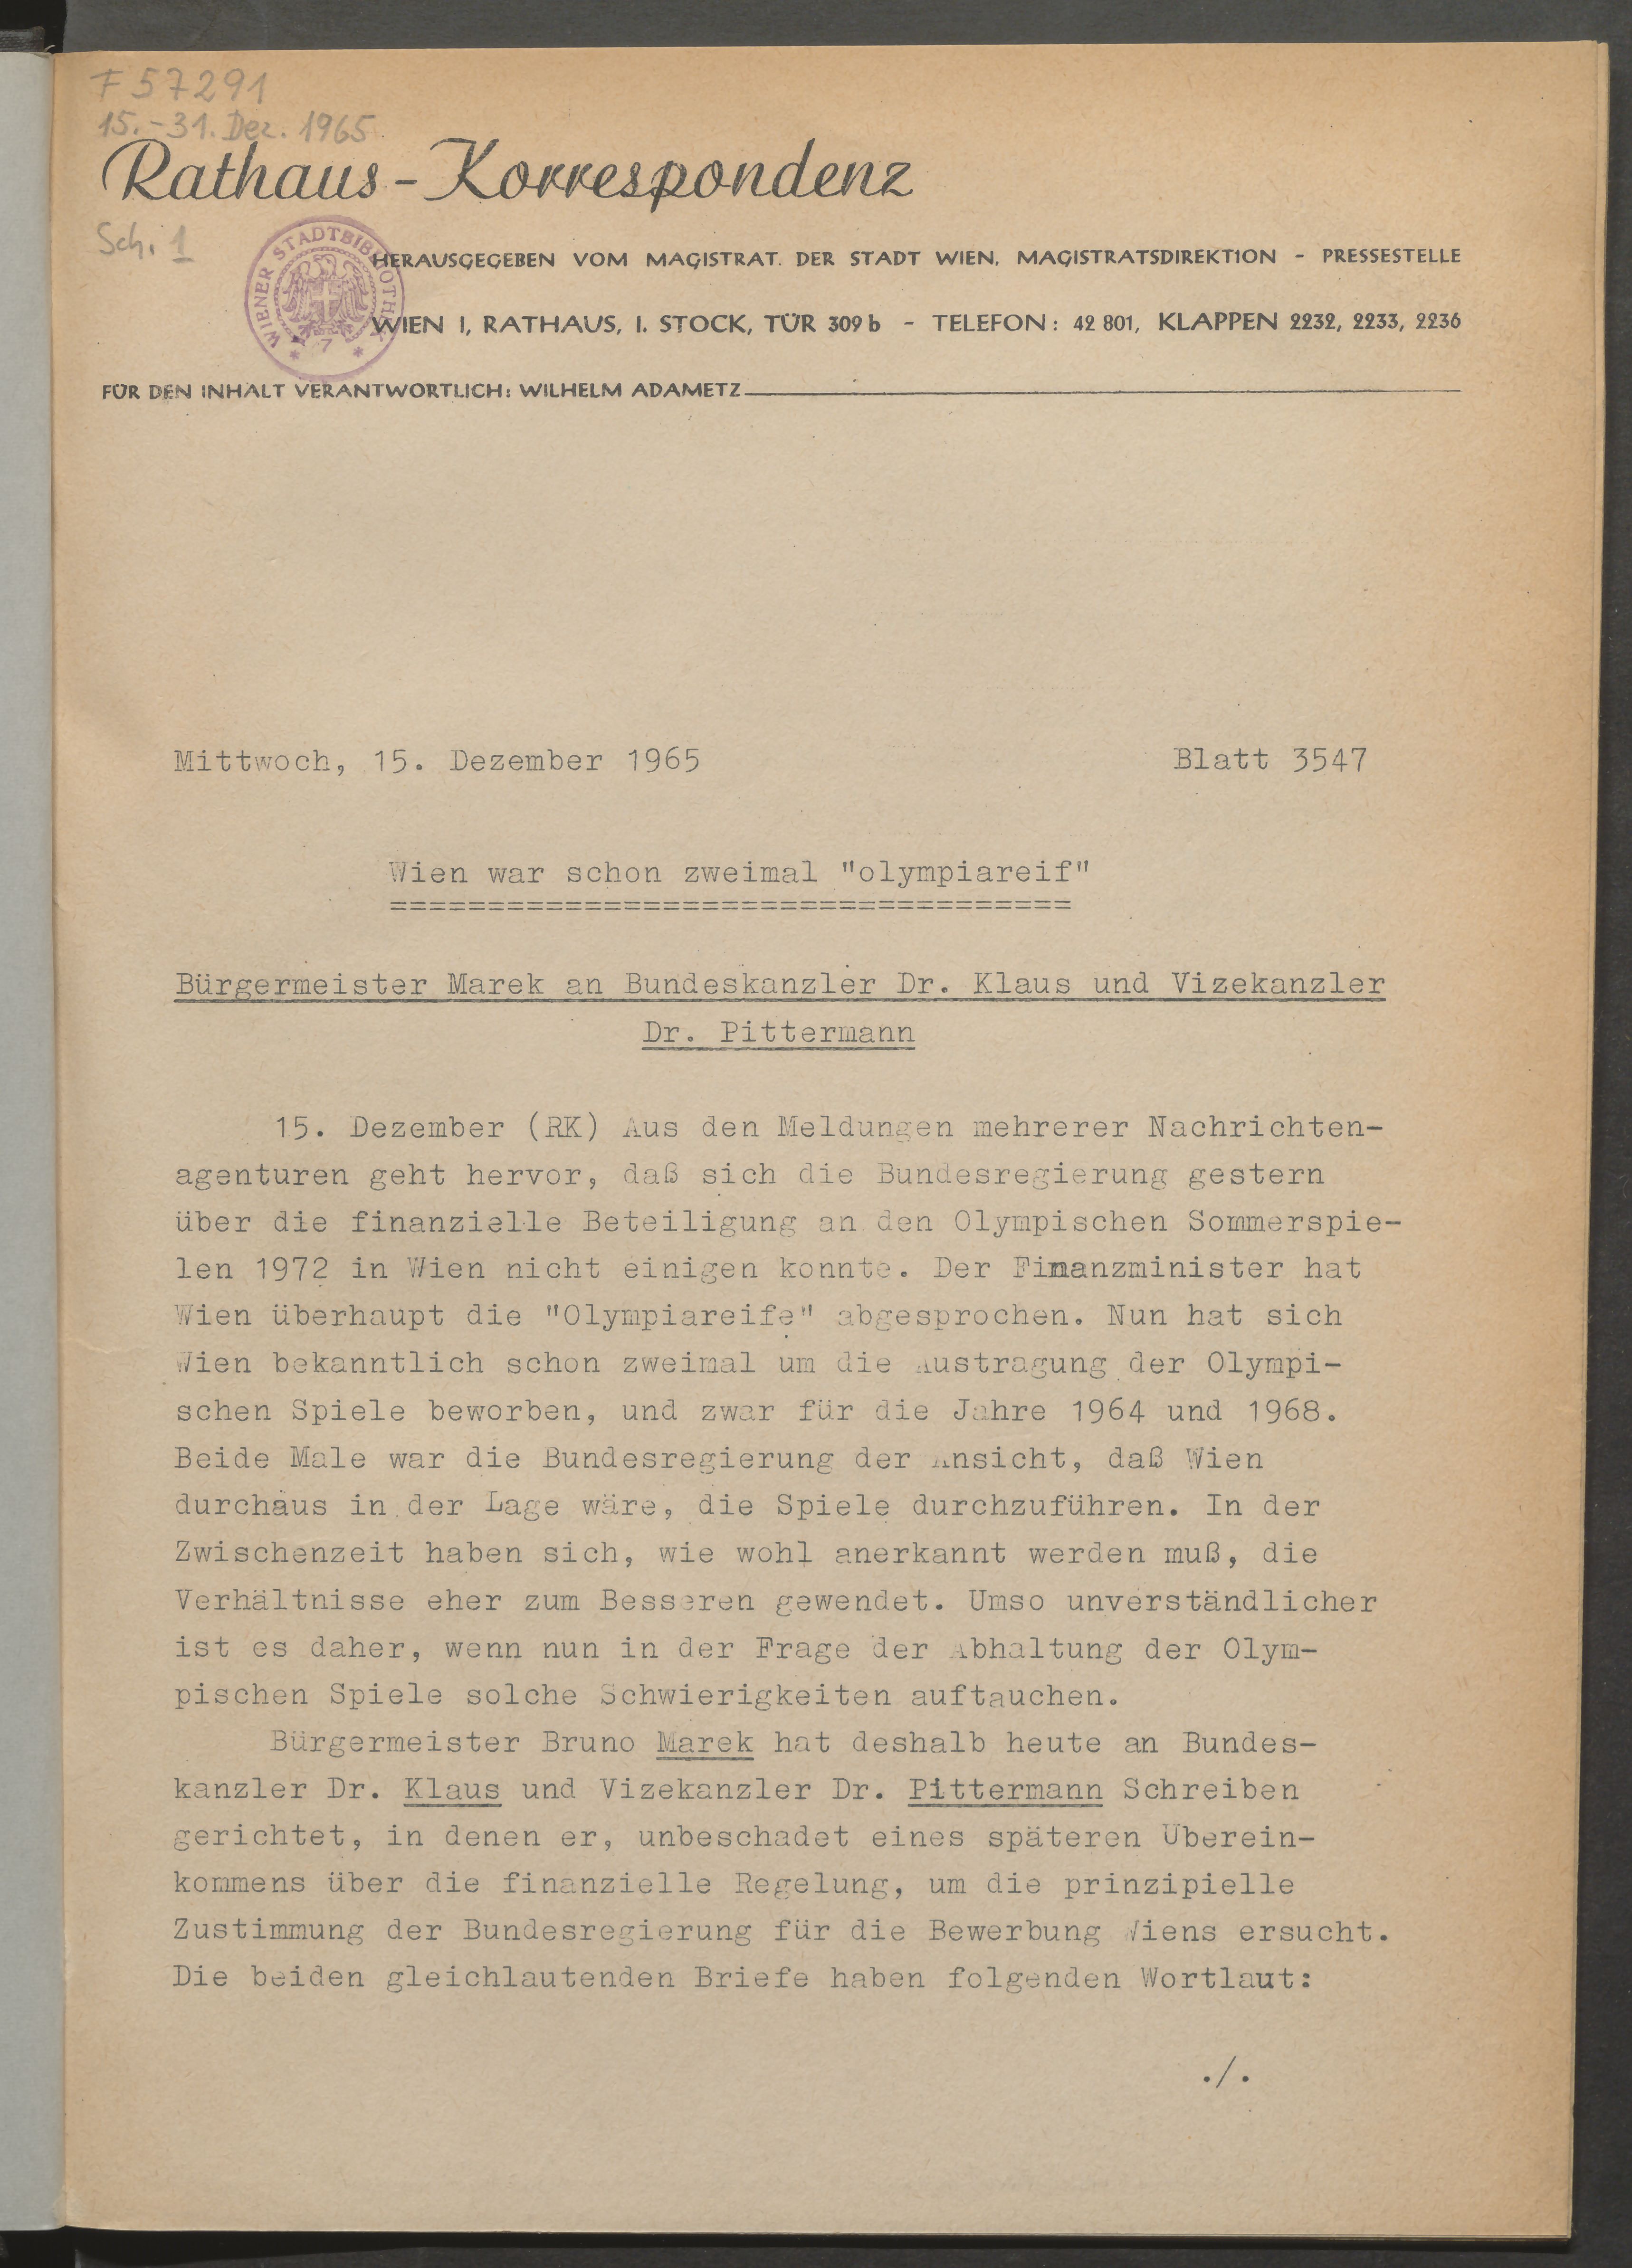 F 57291
15.-31. Dez. 1965
Rathaus-Korrespondenz
Sch. 1
WIENER STADTBIBLIOTHEK
* 7 *
HERAUSGEGEBEN VOM MAGISTRAT. DER STADT WIEN, MAGISTRATSDIREKTION - PRESSESTELLE
WIEN I, RATHAUS, I. STOCK, TÜR 309 b - TELEFON: 42 801, KLAPPEN 2232, 2233, 2236
FÜR DEN INHALT VERANTWORTLICH: WILHELM ADAMETZ
Mittwoch, 15. Dezember 1965 Blatt 3547
Wien war schon zweimal "olympiareif"
===================================
Bürgermeister Marek an Bundeskanzler Dr. Klaus und Vizekanzler
Dr. Pittermann
15. Dezember (RK) Aus den Meldungen mehrerer Nachrichten-
agenturen geht hervor, daß sich die Bundesregierung gestern
über die finanzielle Beteiligung an den Olympischen Sommerspie-
len 1972 in Wien nicht einigen konnte. Der Finanzminister hat
Wien überhaupt die "Olympiareife" abgesprochen. Nun hat sich
Wien bekanntlich schon zweimal um die Austragung der Olympi-
schen Spiele beworben, und zwar für die Jahre 1964 und 1968.
Beide Male war die Bundesregierung der Ansicht, daß Wien
durchaus in der Lage wäre, die Spiele durchzuführen. In der
Zwischenzeit haben sich, wie wohl anerkannt werden muß, die
Verhältnisse eher zum Besseren gewendet. Umso unverständlicher
ist es daher, wenn nun in der Frage der Abhaltung der Olym-
pischen Spiele solche Schwierigkeiten auftauchen.
Bürgermeister Bruno Marek hat deshalb heute an Bundes-
kanzler Dr. Klaus und Vizekanzler Dr. Pittermann Schreiben
gerichtet, in denen er, unbeschadet eines späteren Überein-
kommens über die finanzielle Regelung, um die prinzipielle
Zustimmung der Bundesregierung für die Bewerbung Wiens ersucht.
Die beiden gleichlautenden Briefe haben folgenden Wortlaut:
./.